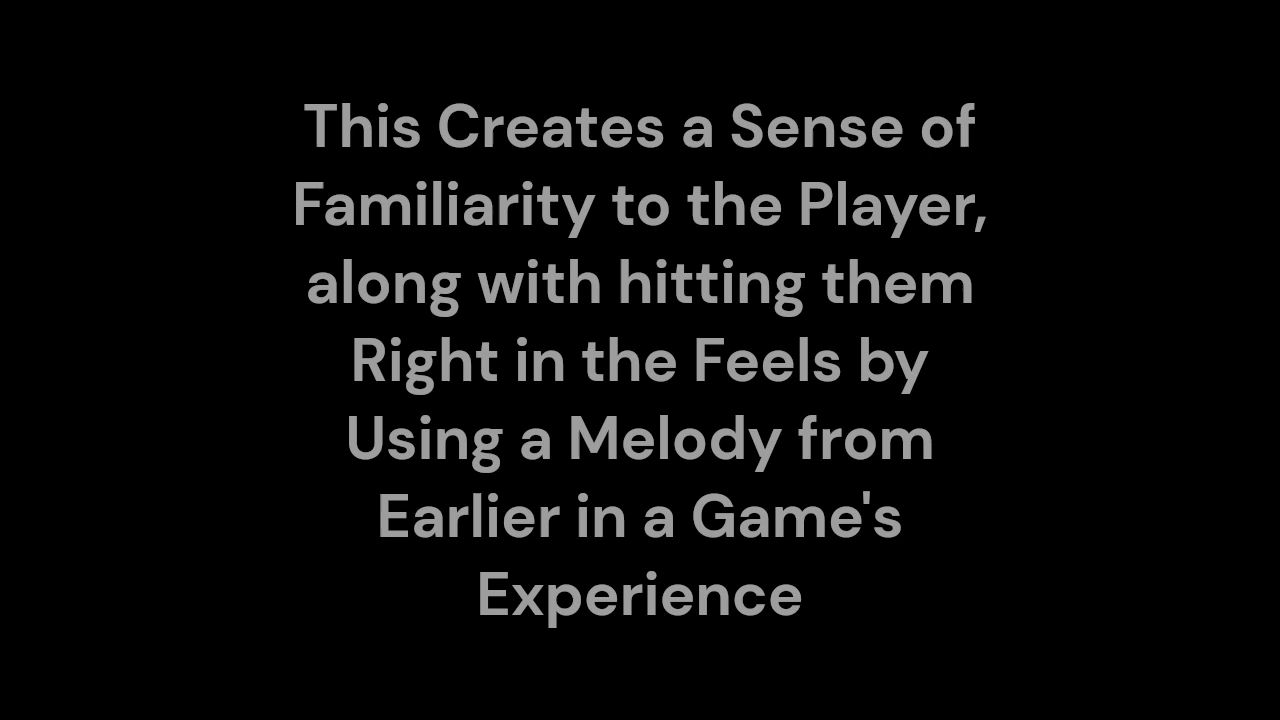 This Creates a Sense of
Familiarity to the Player,
along with hitting them
Right in the Feels by
Using a Melody from
Earlier in a Game's
Experience